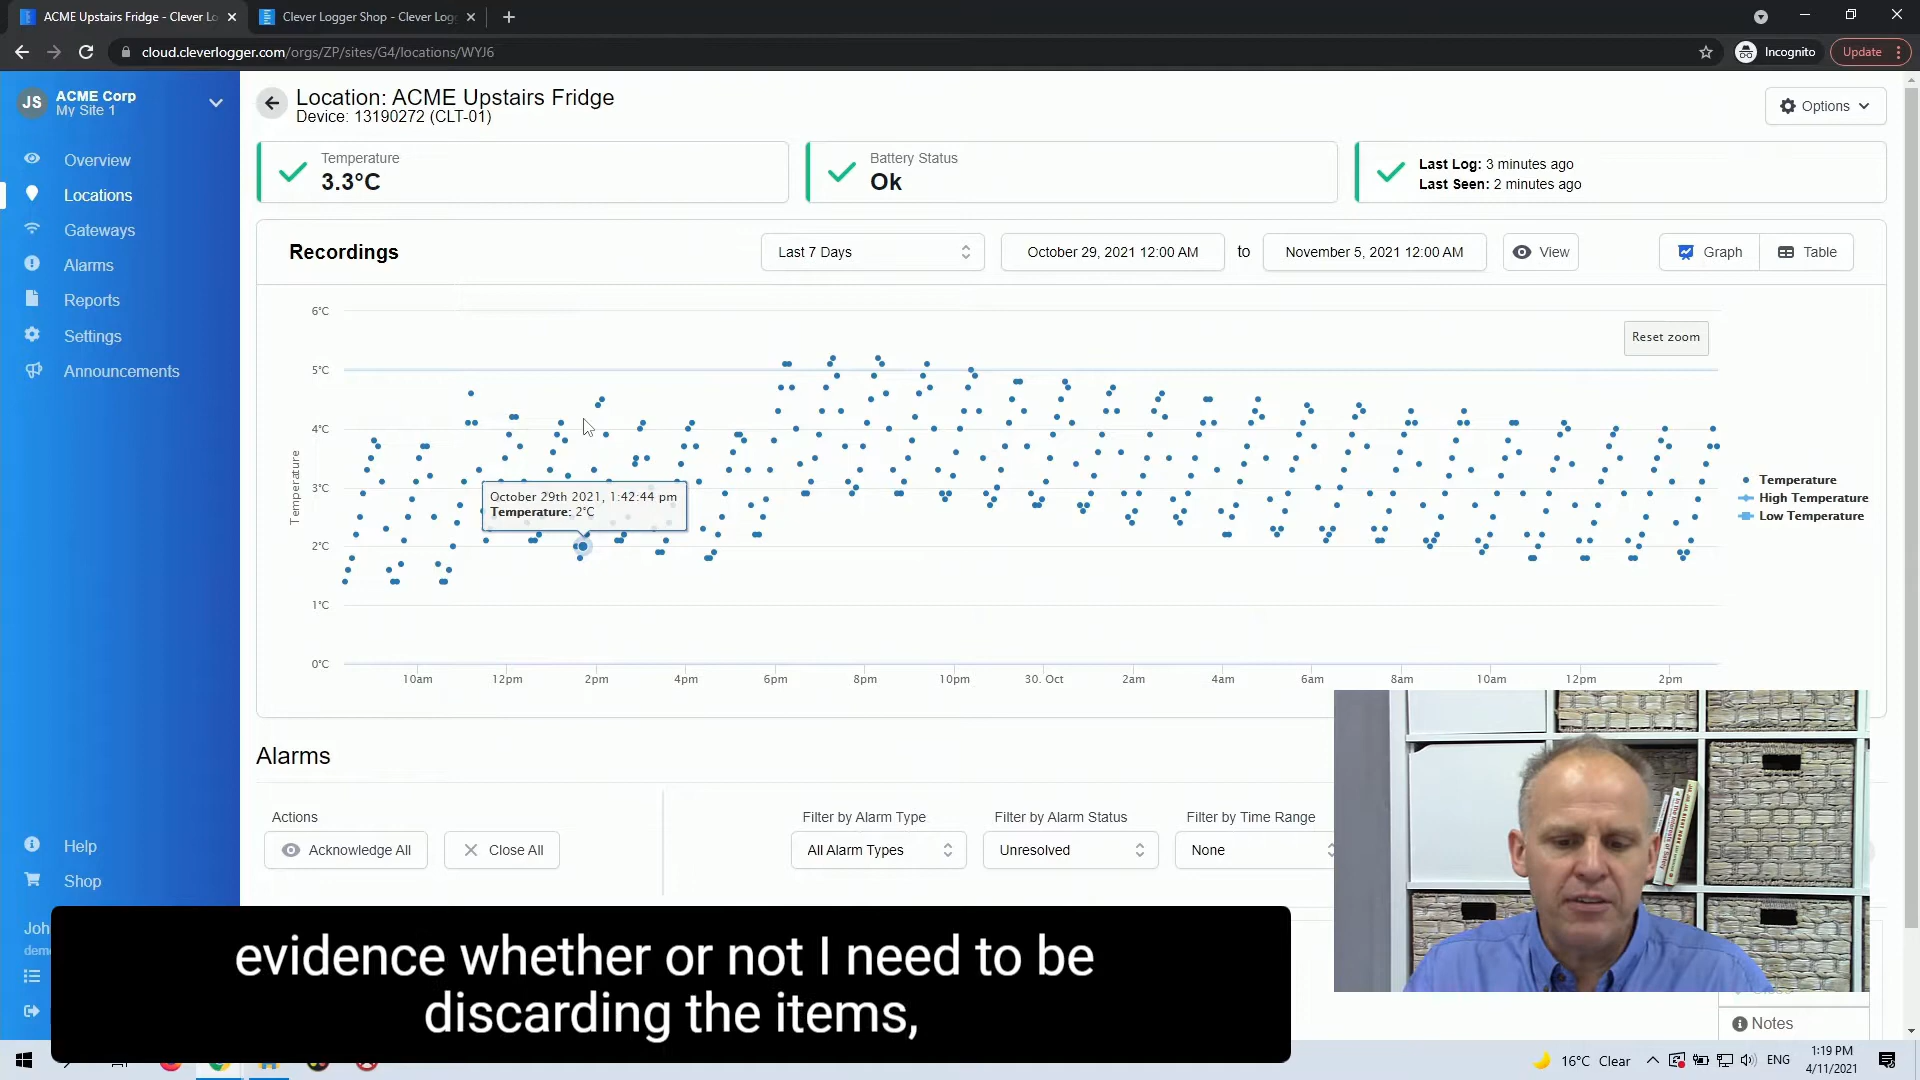 ACME Upstairs Fridge - Clever Lo
Clever Logger Shop - Clever Logg
cloud.cleverlogger.com/orgs/ZP/sites/G4/locations/WYJ6
Incognito
Update
JS
ACME Corp
My Site 1
Overview
Locations
Gateways
Alarms
Reports
Settings
Announcements
Help
Shop
Joh
dem
Location: ACME Upstairs Fridge
Device: 13190272 (CLT-01)
Options
Temperature
3.3°C
Battery Status
Ok
Last Log: 3 minutes ago
Last Seen: 2 minutes ago
Recordings
Last 7 Days
October 29, 2021 12:00 AM
to
November 5, 2021 12:00 AM
View
Graph
Table
Reset zoom
6°C
5°C
4°C
3°C
2°C
1°C
0°C
Temperature
October 29th 2021, 1:42:44 pm
Temperature: 2°C
10am
12pm
2pm
4pm
6pm
8pm
10pm
30. Oct
2am
4am
6am
8am
10am
12pm
2pm
Temperature
High Temperature
Low Temperature
Alarms
Actions
Acknowledge All
Close All
Filter by Alarm Type
All Alarm Types
Filter by Alarm Status
Unresolved
Filter by Time Range
None
Notes
evidence whether or not I need to be
discarding the items,
16°C Clear
ENG
1:19 PM
4/11/2021